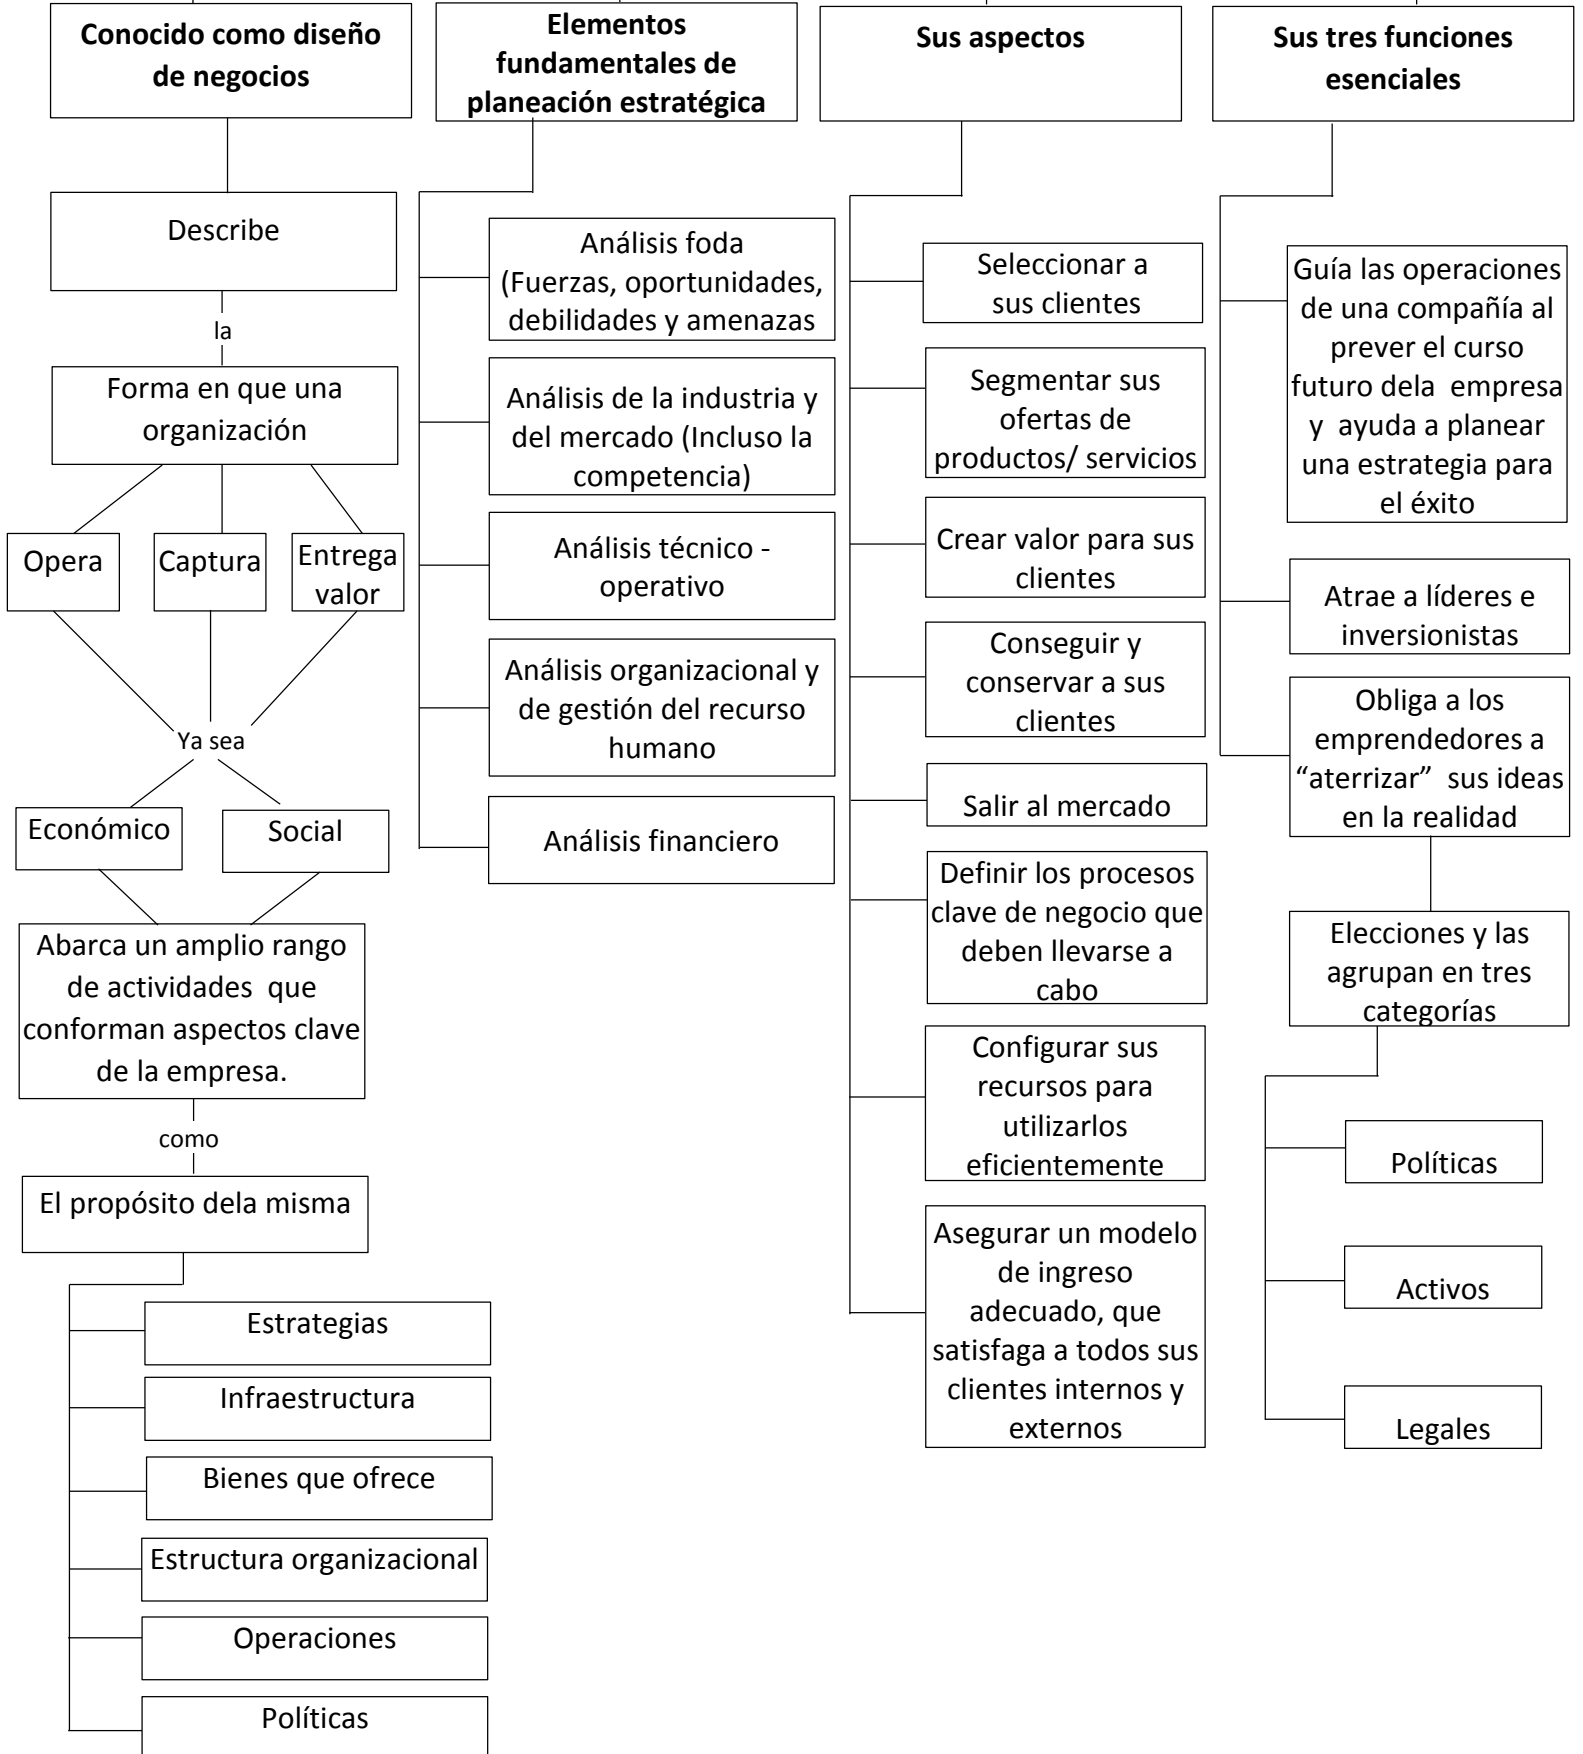 Conocido como diseño
de negocios
Describe
la
Forma en que una
organización
Opera
Captura
Entrega
valor
Ya sea
Económico
Social
Abarca un amplio rango
de actividades que
conforman aspectos clave
de la empresa.
como
El propósito dela misma
Estrategias
Infraestructura
Bienes que ofrece
Estructura organizacional
Operaciones
Políticas
Elementos
fundamentales de
planeación estratégica
Análisis foda
(Fuerzas, oportunidades,
debilidades y amenazas
Análisis de la industria y
del mercado (Incluso la
competencia)
Análisis técnico -
operativo
Análisis organizacional y
de gestión del recurso
humano
Análisis financiero
Sus aspectos
Seleccionar a
sus clientes
Segmentar sus
ofertas de
productos/ servicios
Crear valor para sus
clientes
Conseguir y
conservar a sus
clientes
Salir al mercado
Definir los procesos
clave de negocio que
deben llevarse a
cabo
Configurar sus
recursos para
utilizarlos
eficientemente
Asegurar un modelo
de ingreso
adecuado, que
satisfaga a todos sus
clientes internos y
externos
Sus tres funciones
esenciales
Guía las operaciones
de una compañía al
prever el curso
futuro dela empresa
y ayuda a planear
una estrategia para
el éxito
Atrae a líderes e
inversionistas
Obliga a los
emprendedores a
“aterrizar” sus ideas
en la realidad
Elecciones y las
agrupan en tres
categorías
Políticas
Activos
Legales